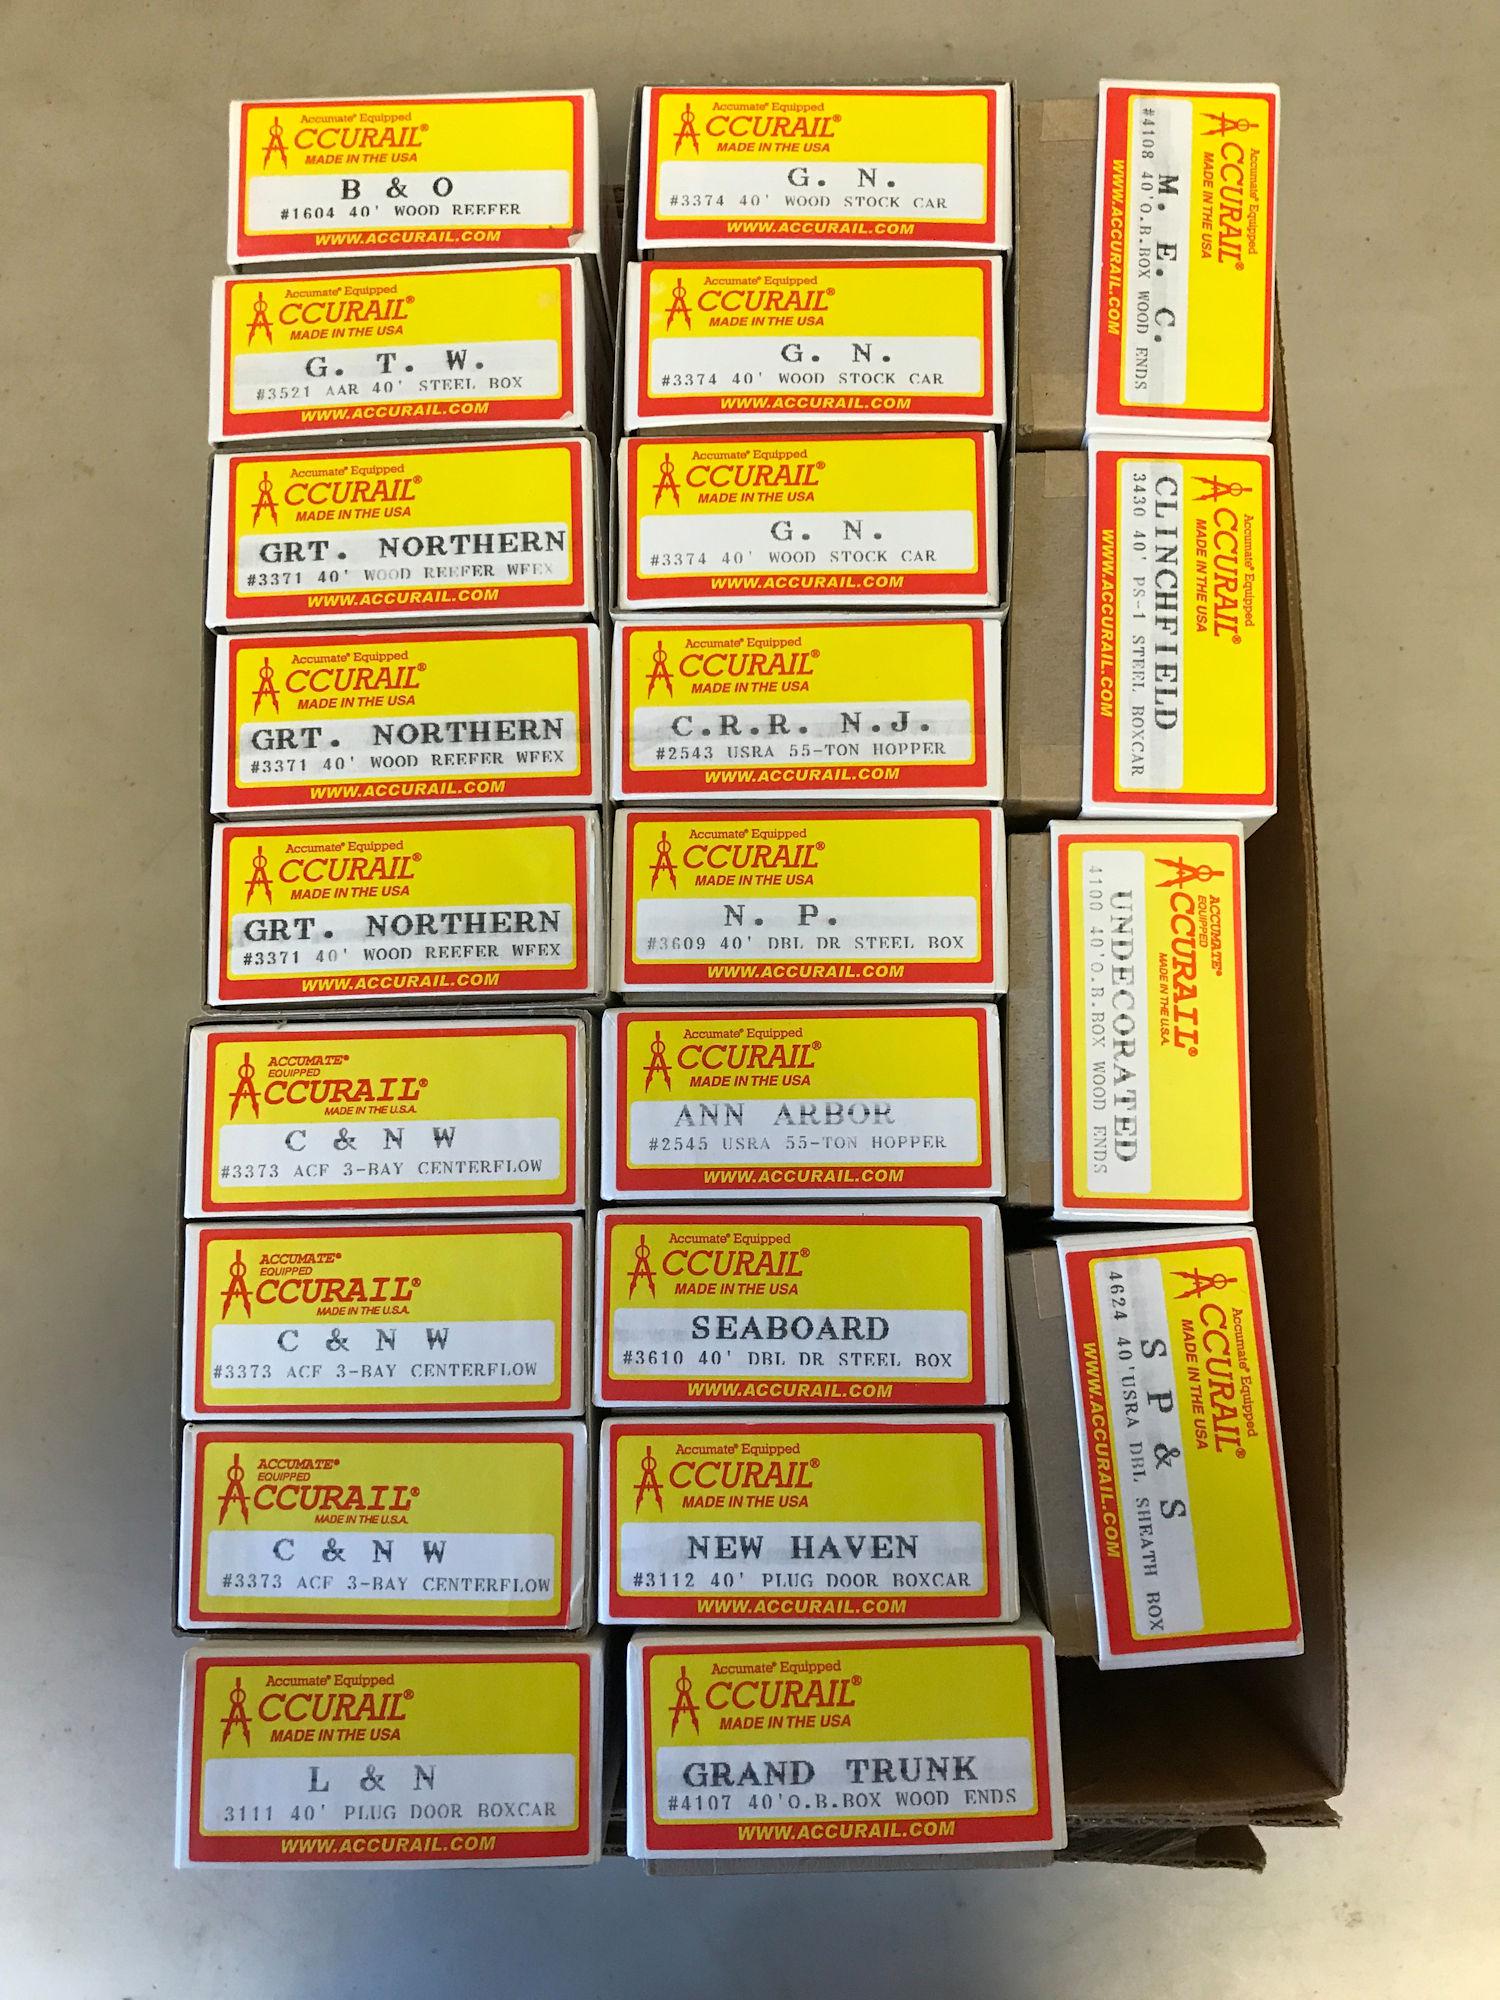 Accumate® Equipped
ACCURAIL®
MADE IN THE USA
B & O
#1604 40' WOOD REEFER
WWW.ACCURAIL.COM
Accumate® Equipped
ACCURAIL®
MADE IN THE USA
G. T. W.
#3521 AAR 40' STEEL BOX
WWW.ACCURAIL.COM
Accumate® Equipped
ACCURAIL®
MADE IN THE USA
GRT. NORTHERN
#3371 40' WOOD REEFER WFEX
WWW.ACCURAIL.COM
Accumate® Equipped
ACCURAIL®
MADE IN THE USA
GRT. NORTHERN
#3371 40' WOOD REEFER WFEX
WWW.ACCURAIL.COM
Accumate® Equipped
ACCURAIL®
MADE IN THE USA
GRT. NORTHERN
#3371 40' WOOD REEFER WFEX
WWW.ACCURAIL.COM
ACCUMATE®
EQUIPPED
ACCURAIL®
MADE IN THE U.S.A.
C & N W
#3373 ACF 3-BAY CENTERFLOW
ACCUMATE®
EQUIPPED
ACCURAIL®
MADE IN THE U.S.A.
C & N W
#3373 ACF 3-BAY CENTERFLOW
ACCUMATE®
EQUIPPED
ACCURAIL®
MADE IN THE U.S.A.
C & N W
#3373 ACF 3-BAY CENTERFLOW
Accumate® Equipped
ACCURAIL®
MADE IN THE USA
L & N
3111 40' PLUG DOOR BOXCAR
WWW.ACCURAIL.COM
Accumate® Equipped
ACCURAIL®
MADE IN THE USA
G. N.
#3374 40' WOOD STOCK CAR
WWW.ACCURAIL.COM
Accumate® Equipped
ACCURAIL®
MADE IN THE USA
G. N.
#3374 40' WOOD STOCK CAR
WWW.ACCURAIL.COM
Accumate® Equipped
ACCURAIL®
MADE IN THE USA
G. N.
#3374 40' WOOD STOCK CAR
WWW.ACCURAIL.COM
Accumate® Equipped
ACCURAIL®
MADE IN THE USA
C.R.R. N.J.
#2543 USRA 55-TON HOPPER
WWW.ACCURAIL.COM
Accumate® Equipped
ACCURAIL®
MADE IN THE USA
N. P.
#3609 40' DBL DR STEEL BOX
WWW.ACCURAIL.COM
Accumate® Equipped
ACCURAIL®
MADE IN THE USA
ANN ARBOR
#2545 USRA 55-TON HOPPER
WWW.ACCURAIL.COM
Accumate® Equipped
ACCURAIL®
MADE IN THE USA
SEABOARD
#3610 40' DBL DR STEEL BOX
WWW.ACCURAIL.COM
Accumate® Equipped
ACCURAIL®
MADE IN THE USA
NEW HAVEN
#3112 40' PLUG DOOR BOXCAR
WWW.ACCURAIL.COM
Accumate® Equipped
ACCURAIL®
MADE IN THE USA
GRAND TRUNK
#4107 40'O.B.BOX WOOD ENDS
WWW.ACCURAIL.COM
Accumate® Equipped
ACCURAIL®
MADE IN THE USA
M. E. C.
#4108 40'O.B.BOX WOOD ENDS
WWW.ACCURAIL.COM
Accumate® Equipped
ACCURAIL®
MADE IN THE USA
CLINCHFIELD
3430 40' PS-1 STEEL BOXCAR
WWW.ACCURAIL.COM
ACCUMATE®
EQUIPPED
ACCURAIL®
MADE IN THE U.S.A.
UNDECORATED
4100 40'O.B.BOX WOOD ENDS
Accumate® Equipped
ACCURAIL®
MADE IN THE USA
S P & S
4624 40'USRA DBL SHEATH BOX
WWW.ACCURAIL.COM